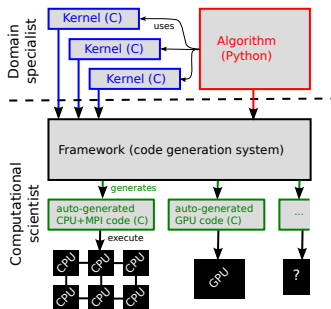 Domain
specialist
Kernel (C)
uses
Kernel (C)
Kernel (C)
Algorithm
(Python)
Computational
scientist
Framework (code generation system)
generates
auto-generated
CPU+MPI code (C)
auto-generated
GPU code (C)
...
execute
CPU
CPU
CPU
CPU
CPU
CPU
GPU
?